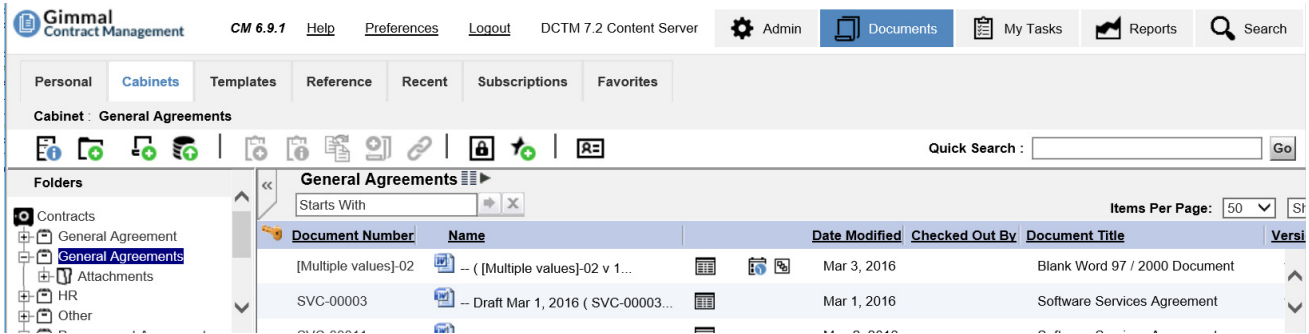 Gimmal
Contract Management
CM 6.9.1 Help Preferences Logout DCTM 7.2 Content Server Admin Documents My Tasks Reports Search
Personal Cabinets Templates Reference Recent Subscriptions Favorites
Cabinet : General Agreements
Quick Search : Go
Folders
General Agreements
Starts With
Items Per Page: 50
Contracts
General Agreement
General Agreements
Attachments
HR
Other
Document Number Name Date Modified Checked Out By Document Title
[Multiple values]-02 -- ( [Multiple values]-02 v 1... Mar 3, 2016 Blank Word 97 / 2000 Document
SVC-00003 -- Draft Mar 1, 2016 ( SVC-00003... Mar 1, 2016 Software Services Agreement